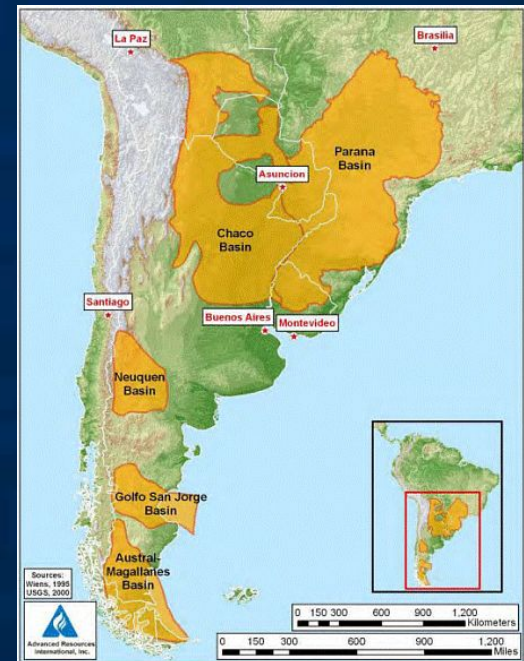 La Paz
Brasilia
Parana
Basin
Asuncion
Chaco
Basin
Santiago
Buenos Aires
Montevideo
Neuquen
Basin
Golfo San Jorge
Basin
Austral-
Magallanes
Basin
Sources:
Wiens, 1995
USGS, 2000
Advanced Resources
International, Inc.
0 150 300 600 900 1,200
Kilometers
0 150 300 600 900 1,200
Miles